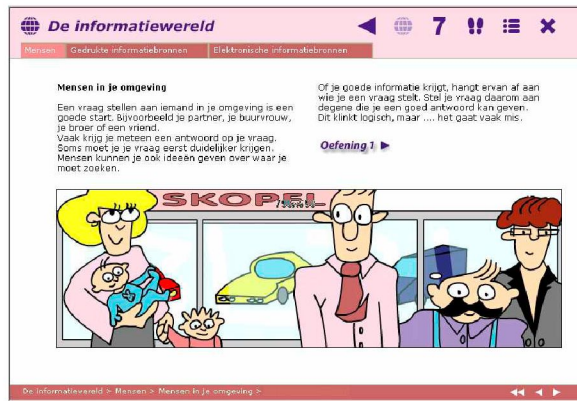 De informatiewereld
7
Mensen
Gedrukte informatiebronnen
Elektronische informatiebronnen
Mensen in je omgeving
Een vraag stellen aan iemand in je omgeving is een
goede start. Bijvoorbeeld je partner, je buurvrouw,
je broer of een vriend.
Vaak krijg je meteen een antwoord op je vraag.
Soms moet je je vraag eerst duidelijker krijgen.
Mensen kunnen je ook ideeën geven over waar je
moet zoeken.
Of je goede informatie krijgt, hangt ervan af aan
wie je een vraag stelt. Stel je vraag daarom aan
degene die je een goed antwoord kan geven.
Dit klinkt logisch, maar .... het gaat vaak mis.
Oefening 1
SKOPEL
De informatiewereld > Mensen > Mensen in je omgeving >